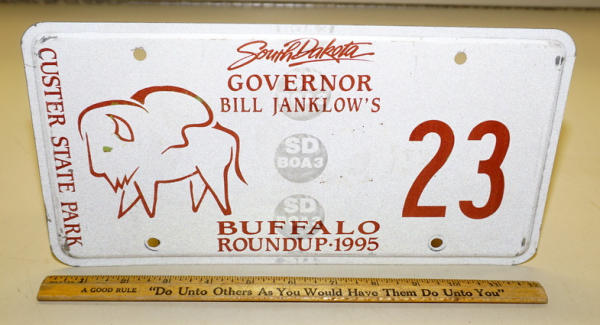 South Dakota
GOVERNOR
BILL JANKLOW'S
CUSTER STATE PARK
SD
BOA3
23
SD
BOA3
BUFFALO
ROUNDUP·1995
A GOOD RULE "Do Unto Others As You Would Have Them Do Unto You"